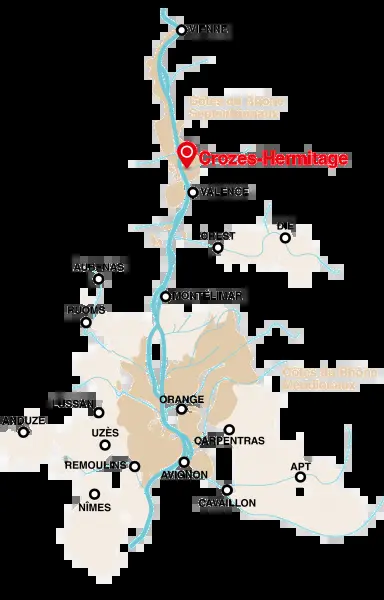 VIENNE
Côtes du Rhône
Septentrionaux
Crozes-Hermitage
VALENCE
CREST
DIE
AUBENAS
MONTÉLIMAR
RUOMS
Côtes du Rhône
Méridionaux
ORANGE
LUSSAN
ANDUZE
CARPENTRAS
UZÈS
REMOULINS
AVIGNON
APT
NÎMES
CAVAILLON